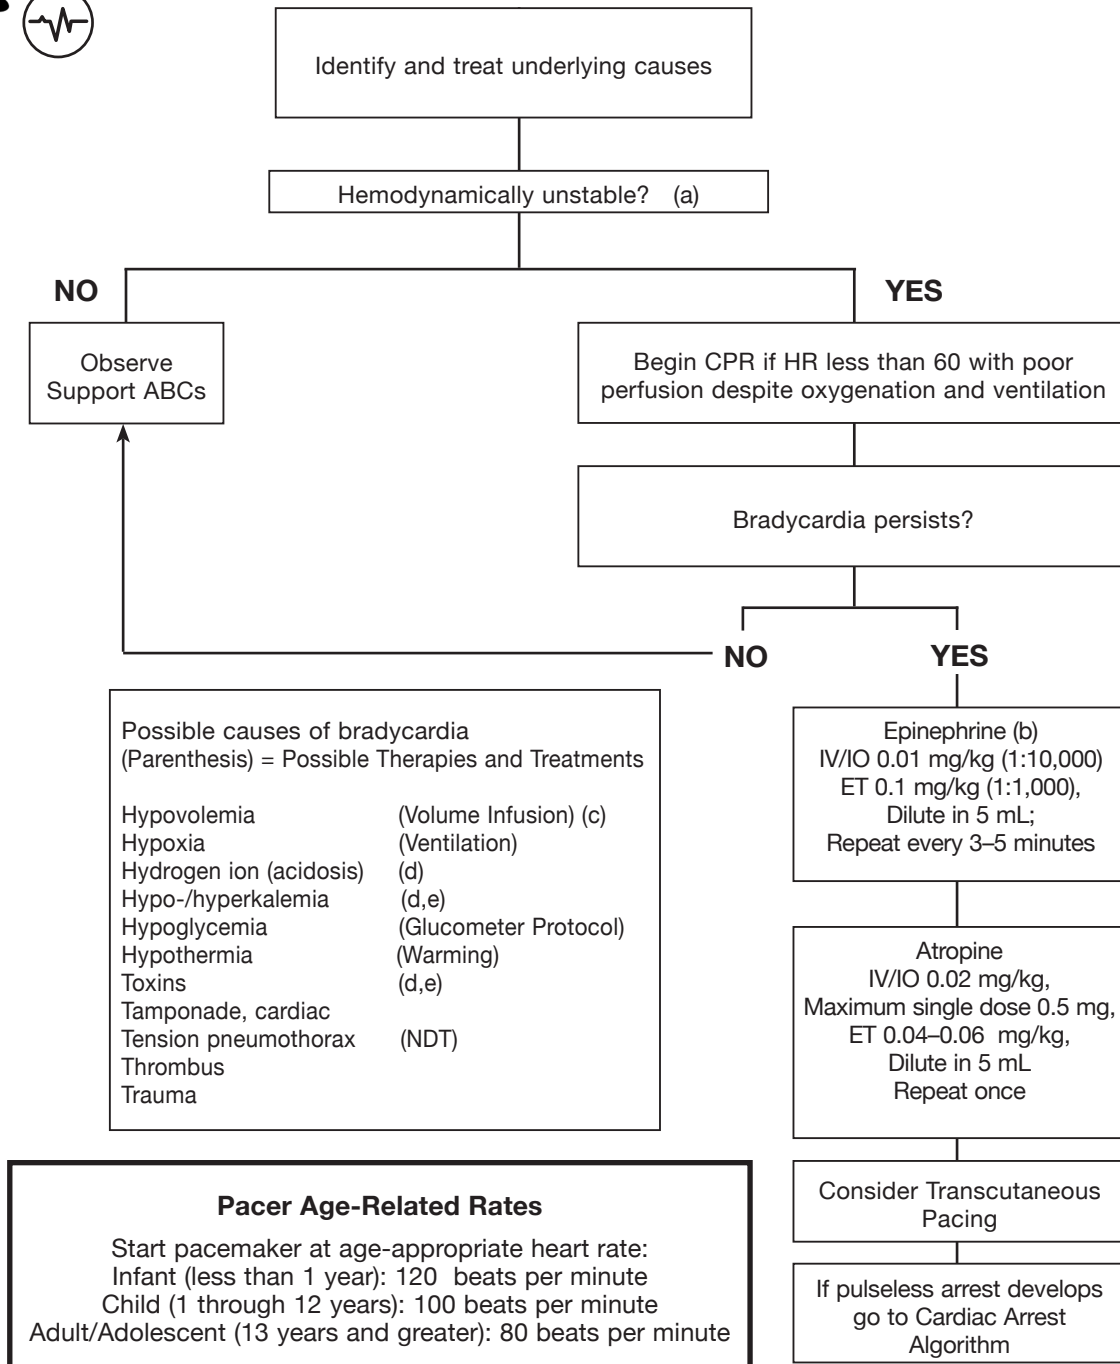 Identify and treat underlying causes
Hemodynamically unstable? (a)
NO
YES
Observe
Support ABCs
Begin CPR if HR less than 60 with poor
perfusion despite oxygenation and ventilation
Bradycardia persists?
NO
YES
Possible causes of bradycardia
(Parenthesis) = Possible Therapies and Treatments
Hypovolemia (Volume Infusion) (c)
Hypoxia (Ventilation)
Hydrogen ion (acidosis) (d)
Hypo-/hyperkalemia (d,e)
Hypoglycemia (Glucometer Protocol)
Hypothermia (Warming)
Toxins (d,e)
Tamponade, cardiac
Tension pneumothorax (NDT)
Thrombus
Trauma
Epinephrine (b)
IV/IO 0.01 mg/kg (1:10,000)
ET 0.1 mg/kg (1:1,000),
Dilute in 5 mL;
Repeat every 3–5 minutes
Atropine
IV/IO 0.02 mg/kg,
Maximum single dose 0.5 mg,
ET 0.04–0.06 mg/kg,
Dilute in 5 mL
Repeat once
Consider Transcutaneous
Pacing
If pulseless arrest develops
go to Cardiac Arrest
Algorithm
Pacer Age-Related Rates
Start pacemaker at age-appropriate heart rate:
Infant (less than 1 year): 120 beats per minute
Child (1 through 12 years): 100 beats per minute
Adult/Adolescent (13 years and greater): 80 beats per minute